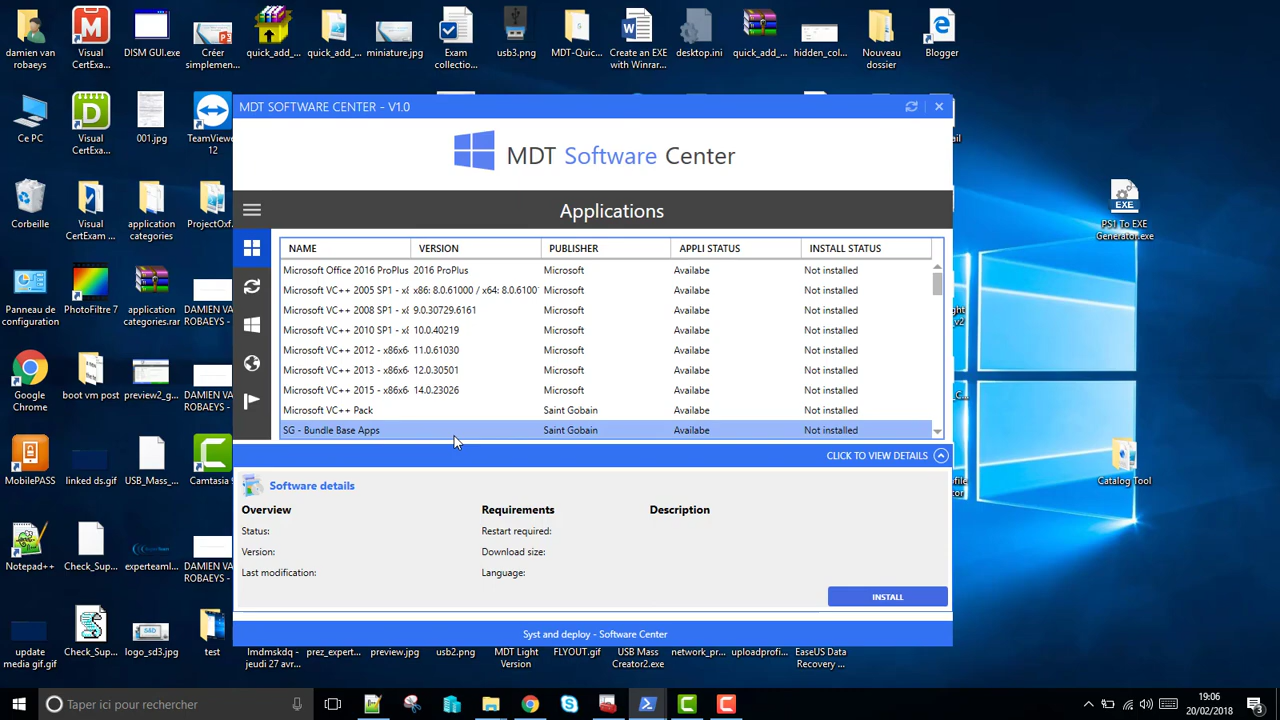 damien van robaeys
Visual CertExa...
DISM GUI.exe
Créer simplemen...
quick_add_...
quick_add_...
miniature.jpg
Exam collectio...
usb3.png
MDT-Quic...
Create an EXE with Winrar...
desktop.ini
quick_add_...
hidden_col...
Nouveau dossier
Blogger
Ce PC
Visual CertExa...
001.jpg
TeamViewer 12
Corbeille
Visual CertExam ...
application categories
ProjectOxf...
Panneau de configuration
PhotoFiltre 7
application categories.rar
DAMIEN V... ROBAEYS -
Google Chrome
boot vm post
preview2_g...
DAMIEN V... ROBAEYS -
MobilePASS
linked ds.gif
USB_Mass_...
Camtasia 9
Notepad++
Check_Sup...
experteaml...
DAMIEN V... ROBAEYS -
update media gif.gif
Check_Sup...
logo_sd3.jpg
test
lmdmskdq - jeudi 27 avr...
prez_expert...
preview.jpg
usb2.png
MDT Light Version
FLYOUT.gif
USB Mass Creator2.exe
network_pr...
uploadprofi...
EaseUS Data Recovery ...
EXE
PS1 To EXE Generator.exe
Catalog Tool
MDT SOFTWARE CENTER - V1.0
MDT Software Center
Applications
NAME VERSION PUBLISHER APPLI STATUS INSTALL STATUS
Microsoft Office 2016 ProPlus 2016 ProPlus Microsoft Availabe Not installed
Microsoft VC++ 2005 SP1 - x8 x86: 8.0.61000 / x64: 8.0.6100 Microsoft Availabe Not installed
Microsoft VC++ 2008 SP1 - x8 9.0.30729.6161 Microsoft Availabe Not installed
Microsoft VC++ 2010 SP1 - x8 10.0.40219 Microsoft Availabe Not installed
Microsoft VC++ 2012 - x86x6 11.0.61030 Microsoft Availabe Not installed
Microsoft VC++ 2013 - x86x6 12.0.30501 Microsoft Availabe Not installed
Microsoft VC++ 2015 - x86x6 14.0.23026 Microsoft Availabe Not installed
Microsoft VC++ Pack Saint Gobain Availabe Not installed
SG - Bundle Base Apps Saint Gobain Availabe Not installed
CLICK TO VIEW DETAILS
Software details
Overview Requirements Description
Status: Restart required:
Version: Download size:
Last modification: Language:
INSTALL
Syst and deploy - Software Center
Taper ici pour rechercher
19:06
20/02/2018
3